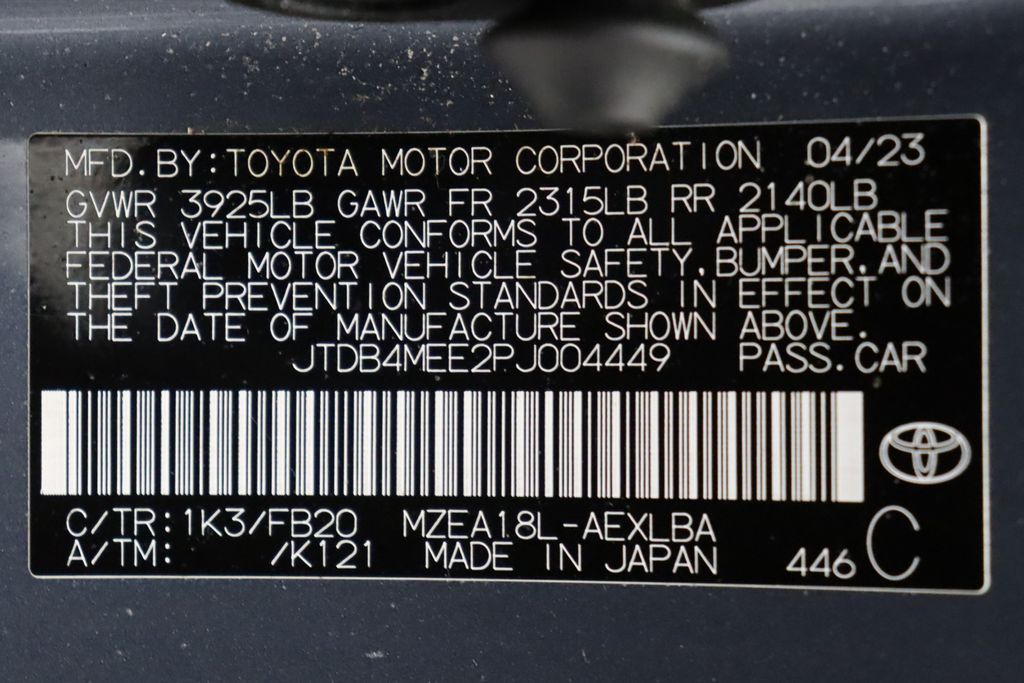 MFD.BY:TOYOTA MOTOR CORPORATION 04/23
GVWR 3925LB GAWR FR 2315LB RR 2140LB
THIS VEHICLE CONFORMS TO ALL APPLICABLE
FEDERAL MOTOR VEHICLE SAFETY,BUMPER,AND
THEFT PREVENTION STANDARDS IN EFFECT ON
THE DATE OF MANUFACTURE SHOWN ABOVE.
JTDB4MEE2PJ004449 PASS.CAR
C/TR:1K3/FB20 MZEA18L-AEXLBA
A/TM: /K121 MADE IN JAPAN 446 C